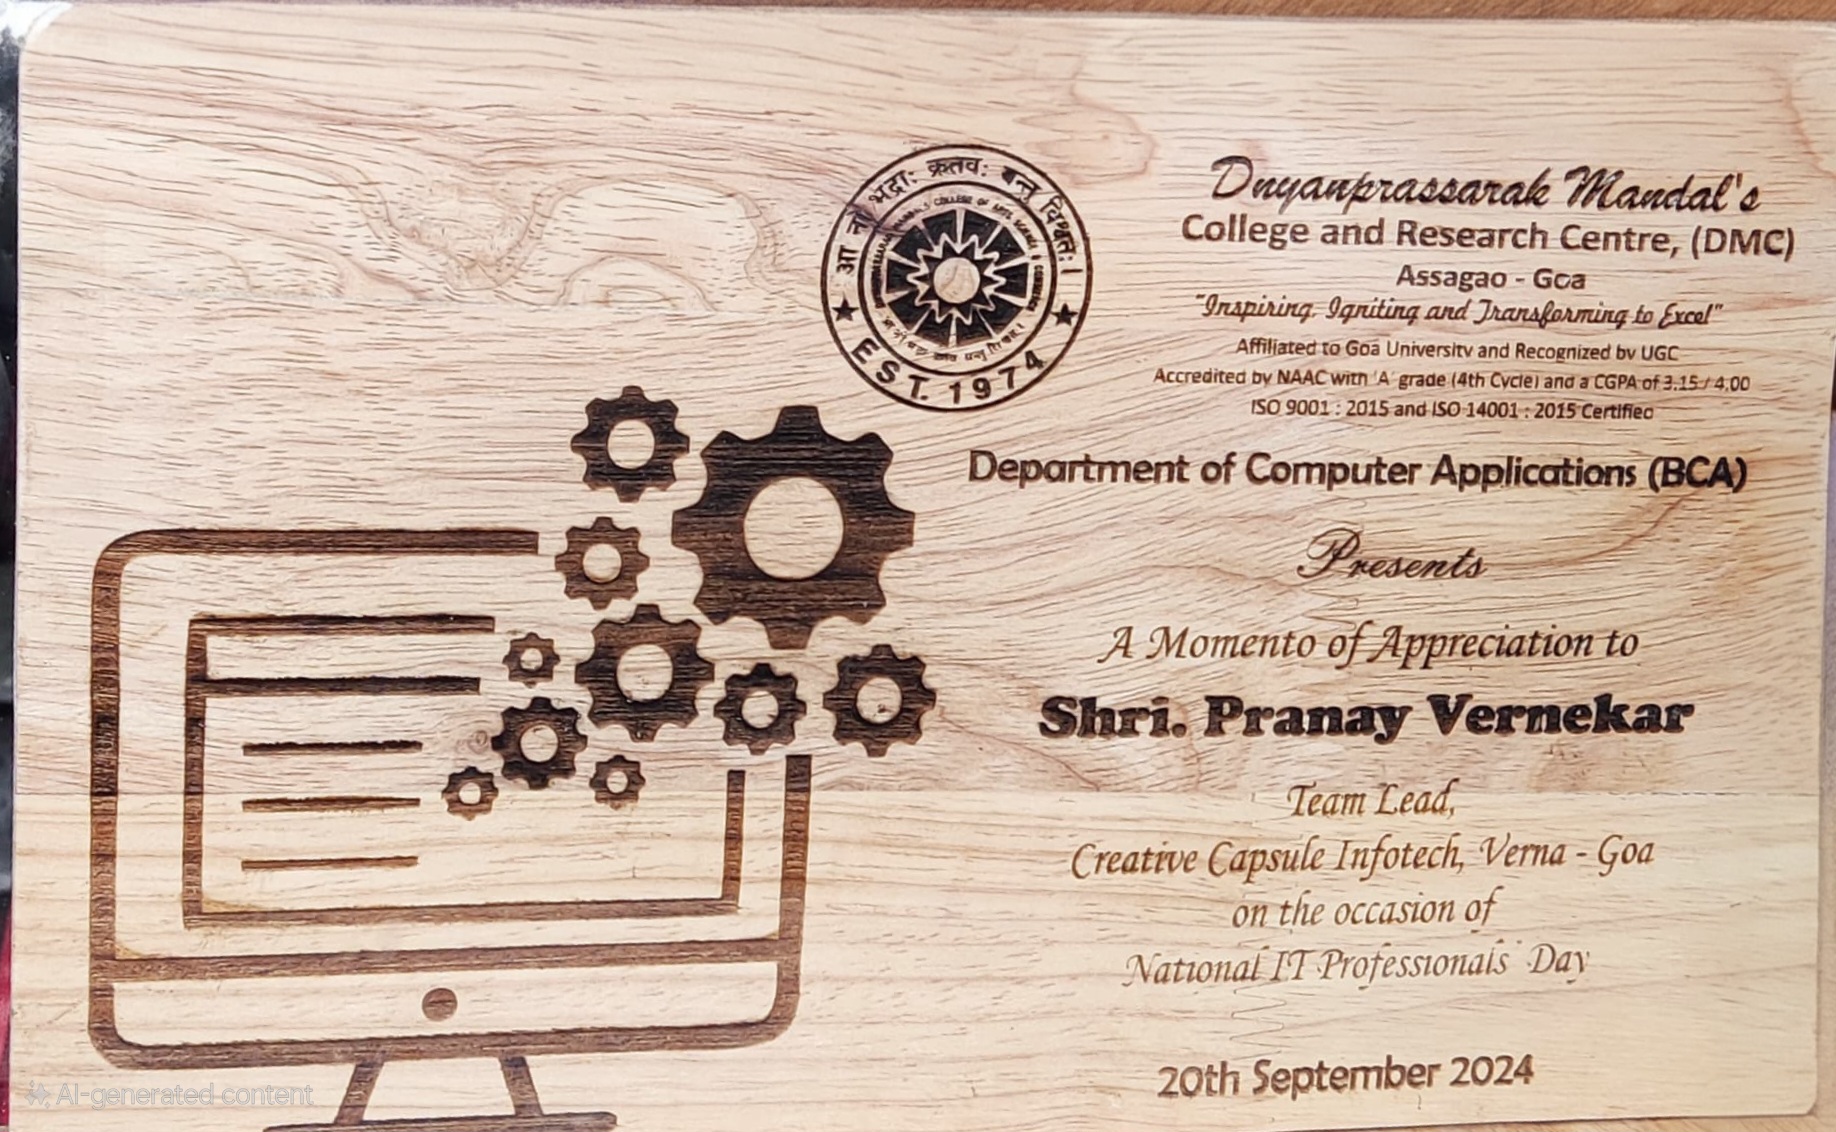 आ नो भद्राः क्रतवः यन्तु विश्वतः।
EST. 1974
Dnyanprassarak Mandal's
College and Research Centre, (DMC)
Assagao - Goa
"Inspiring, Igniting and Transforming to Excel"
Affiliated to Goa University and Recognized by UGC
Accredited by NAAC with 'A' grade (4th Cycle) and a CGPA of 3.15 / 4.00
ISO 9001 : 2015 and ISO 14001 : 2015 Certified
Department of Computer Applications (BCA)
Presents
A Momento of Appreciation to
Shri. Pranay Vernekar
Team Lead,
Creative Capsule Infotech, Verna - Goa
on the occasion of
National IT Professionals' Day
20th September 2024
AI-generated content